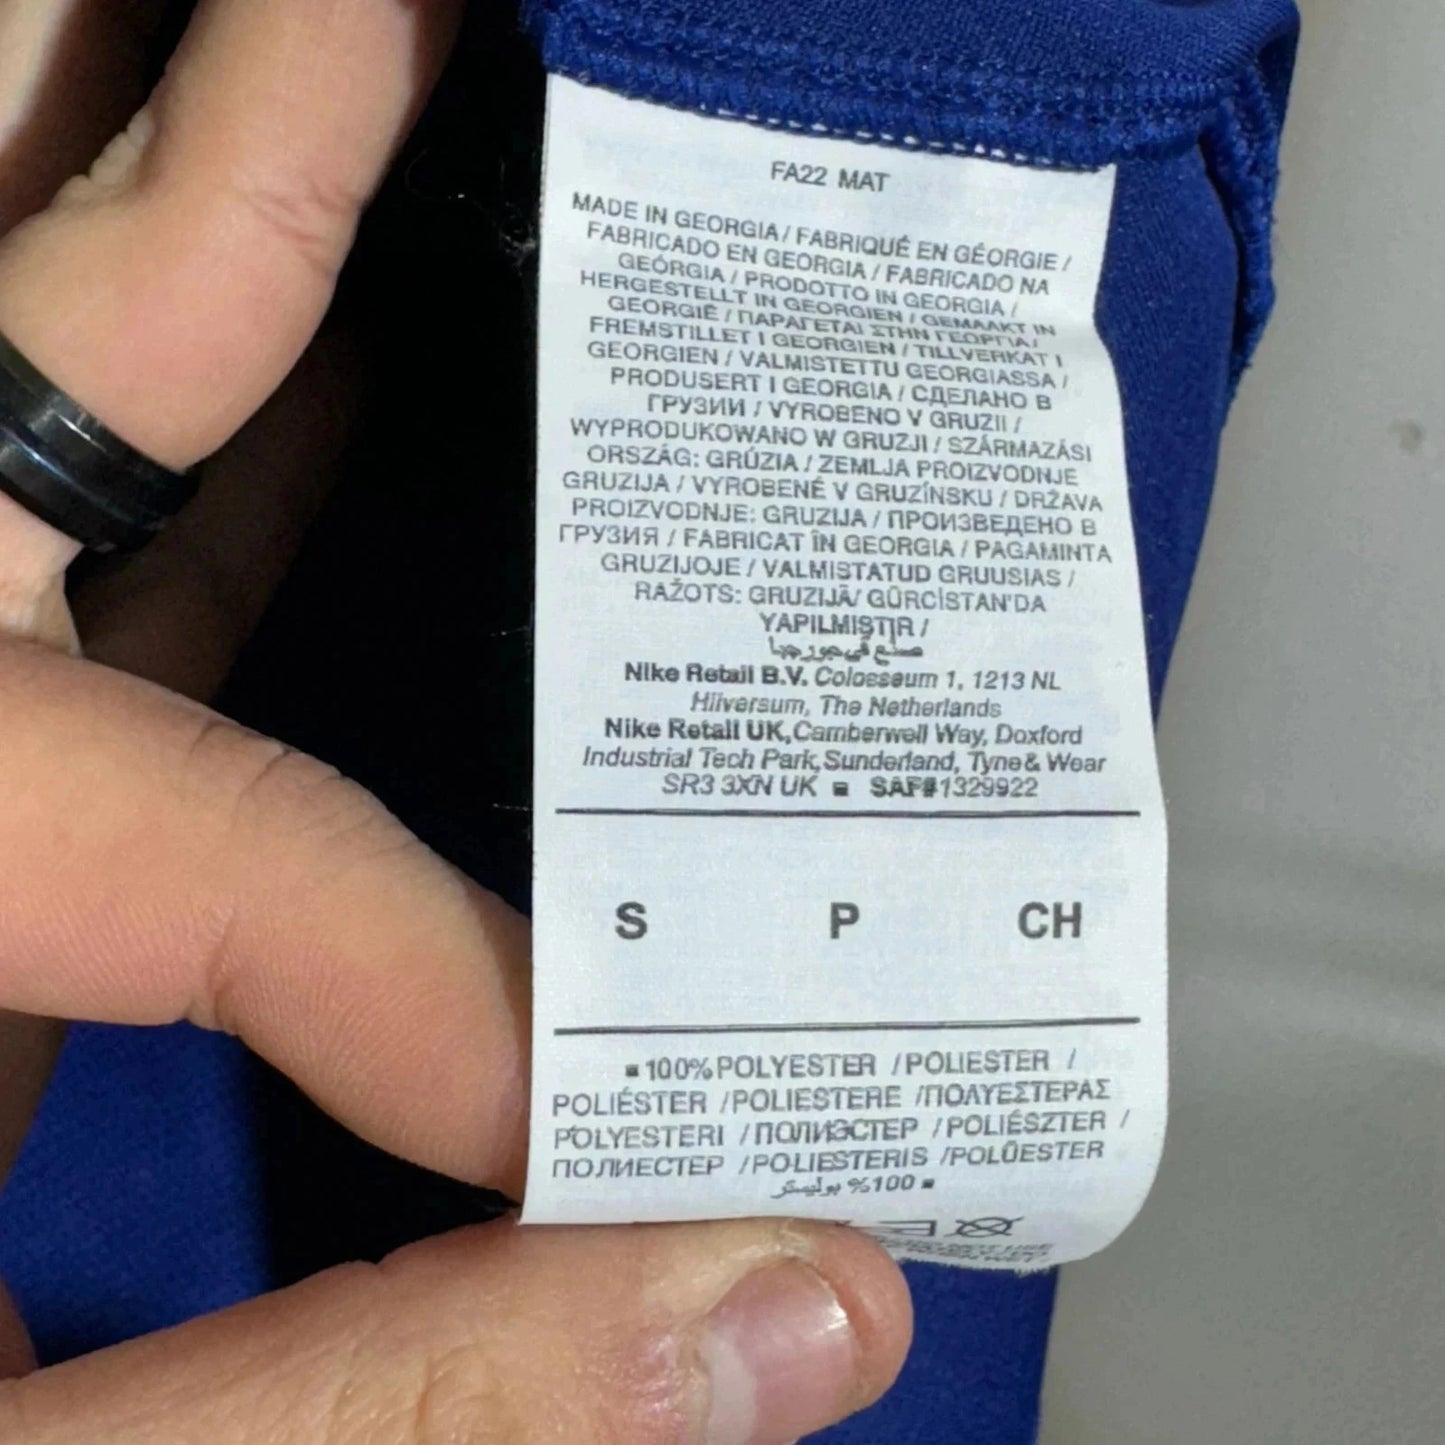 FA22 MAT
MADE IN GEORGIA / FABRIQUÉ EN GÉORGIE /
FABRICADO EN GEORGIA / FABRICADO NA
GEÓRGIA / PRODOTTO IN GEORGIA /
HERGESTELLT IN GEORGIEN / GEMAAKT IN
GEORGIË / ΠΑΡΑΓΕΤΑΙ ΣΤΗΝ ΓΕΩΡΓΙΑ /
FREMSTILLET I GEORGIEN / TILLVERKAT I
GEORGIEN / VALMISTETTU GEORGIASSA /
PRODUSERT I GEORGIA / СДЕЛАНО В
ГРУЗИИ / VYROBENO V GRUZII /
WYPRODUKOWANO W GRUZJI / SZÁRMAZÁSI
ORSZÁG: GRÚZIA / ZEMLJA PROIZVODNJE
GRUZIJA / VYROBENÉ V GRUZÍNSKU / DRŽAVA
PROIZVODNJE: GRUZIJA / ПРОИЗВЕДЕНО В
ГРУЗИЯ / FABRICAT ÎN GEORGIA / PAGAMINTA
GRUZIJOJE / VALMISTATUD GRUUSIAS /
RAŽOTS: GRUZIJĀ/ GÜRCİSTAN'DA
YAPILMIŞTIR /
صنع في جورجيا
Nike Retail B.V. Colosseum 1, 1213 NL
Hilversum, The Netherlands
Nike Retail UK,Camberwell Way, Doxford
Industrial Tech Park,Sunderland, Tyne & Wear
SR3 3XN UK ■ SAF#1329922
S P CH
■ 100% POLYESTER /POLIESTER /
POLIÉSTER /POLIESTERE /ΠΟΛΥΕΣΤΕΡΑΣ
POLYESTERI /ПОЛИЭСТЕР /POLIÉSZTER /
ПОЛИЕСТЕР /POLIESTERIS /POLÜESTER
■ 100% بوليستر